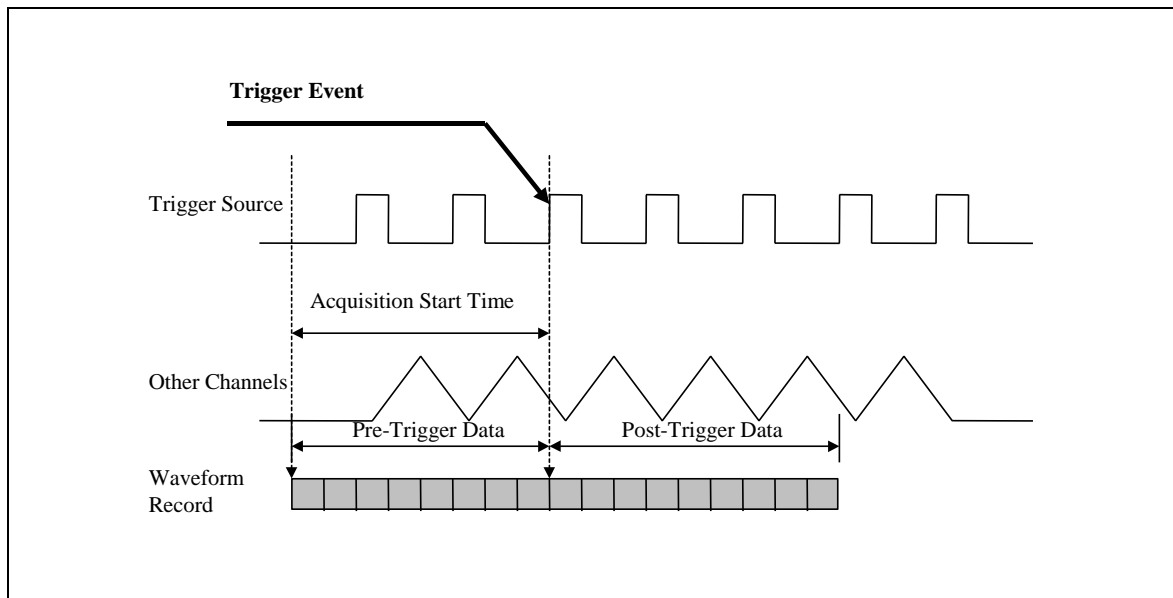 Trigger Event
Trigger Source
Acquisition Start Time
Other Channels
Pre-Trigger Data
Post-Trigger Data
Waveform
Record